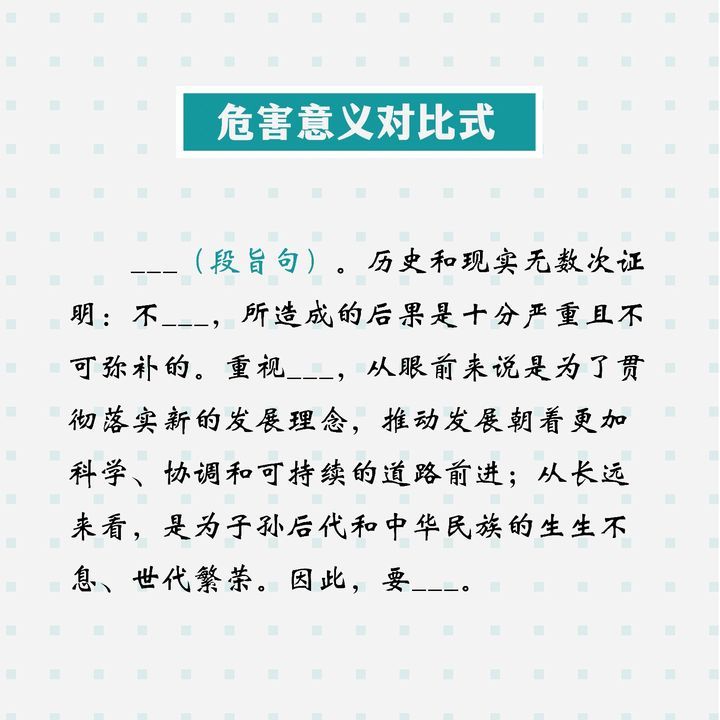 危害意义对比式
___（段旨句）。历史和现实无数次证
明：不___，所造成的后果是十分严重且不
可弥补的。重视___，从眼前来说是为了贯
彻落实新的发展理念，推动发展朝着更加
科学、协调和可持续的道路前进；从长远
来看，是为子孙后代和中华民族的生生不
息、世代繁荣。因此，要___。